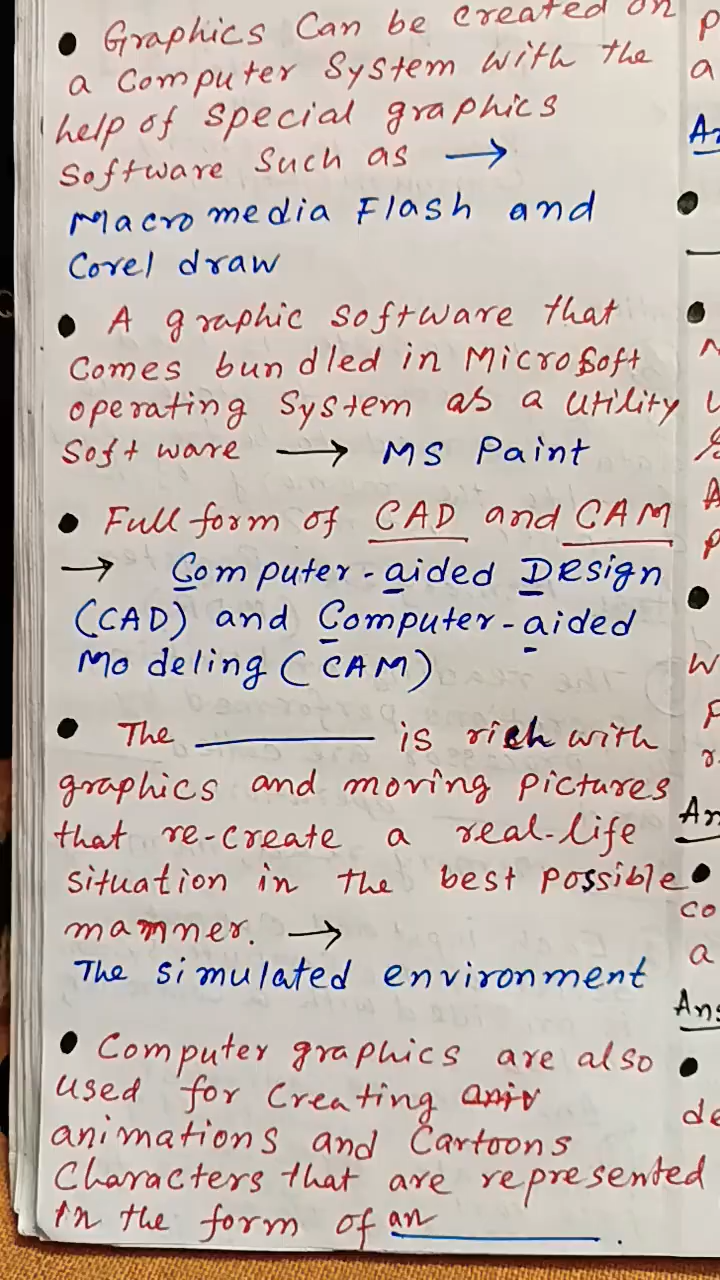 • Graphics Can be created on
a Computer System with the
help of special graphics
Software Such as →
Macromedia Flash and
Corel draw
• A graphic software that
Comes bundled in Microsoft
operating System as a utility
Software → MS Paint
• Full form of CAD and CAM
→ Computer-aided Design
(CAD) and Computer-aided
Modeling (CAM)
• The ________ is rich with
graphics and moving pictures
that re-create a real-life
situation in the best possible
manner. →
The simulated environment
• Computer graphics are also
used for creating
animations and Cartoons
Characters that are represented
in the form of an ________.